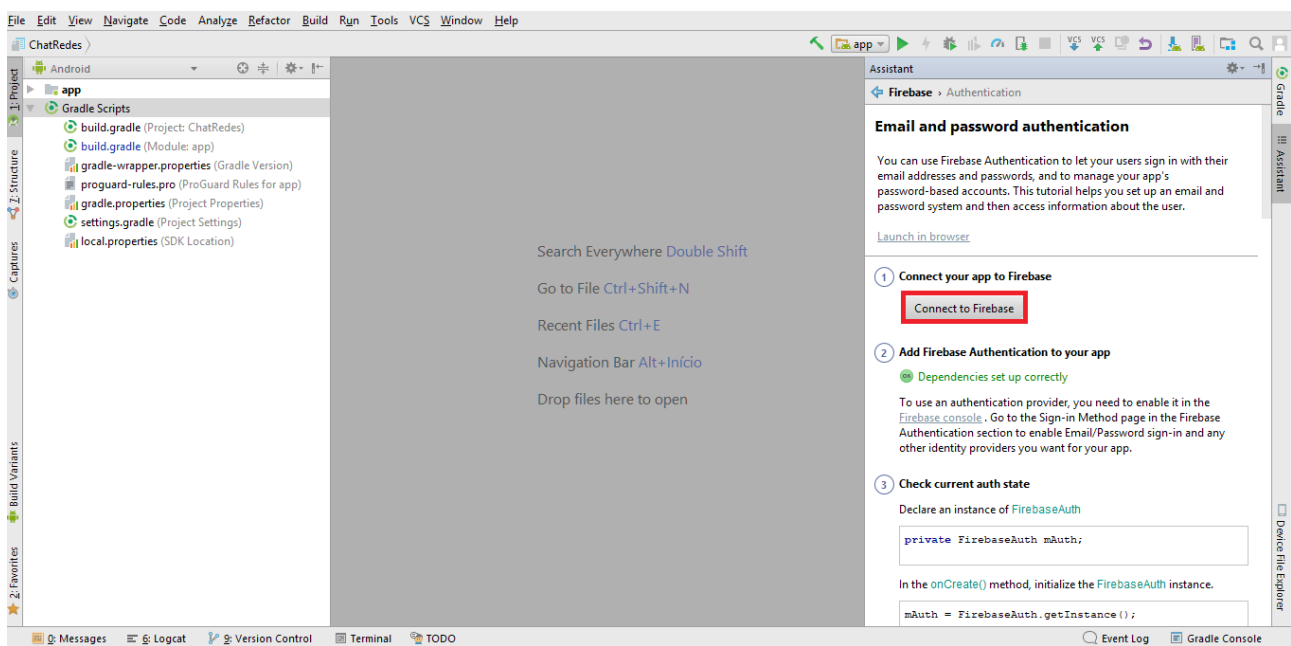 File Edit View Navigate Code Analyze Refactor Build Run Tools VCS Window Help
ChatRedes
app
VCS VCS
Android
1: Project
app
Gradle Scripts
build.gradle (Project: ChatRedes)
build.gradle (Module: app)
gradle-wrapper.properties (Gradle Version)
proguard-rules.pro (ProGuard Rules for app)
gradle.properties (Project Properties)
settings.gradle (Project Settings)
local.properties (SDK Location)
7: Structure
Captures
Build Variants
2: Favorites
Search Everywhere Double Shift
Go to File Ctrl+Shift+N
Recent Files Ctrl+E
Navigation Bar Alt+Início
Drop files here to open
Assistant
Firebase › Authentication
Email and password authentication
You can use Firebase Authentication to let your users sign in with their
email addresses and passwords, and to manage your app's
password-based accounts. This tutorial helps you set up an email and
password system and then access information about the user.
Launch in browser
1 Connect your app to Firebase
Connect to Firebase
2 Add Firebase Authentication to your app
Dependencies set up correctly
To use an authentication provider, you need to enable it in the
Firebase console . Go to the Sign-in Method page in the Firebase
Authentication section to enable Email/Password sign-in and any
other identity providers you want for your app.
3 Check current auth state
Declare an instance of FirebaseAuth
private FirebaseAuth mAuth;
In the onCreate() method, initialize the FirebaseAuth instance.
mAuth = FirebaseAuth.getInstance();
Gradle
Assistant
Device File Explorer
0: Messages 6: Logcat 9: Version Control Terminal TODO
Event Log Gradle Console